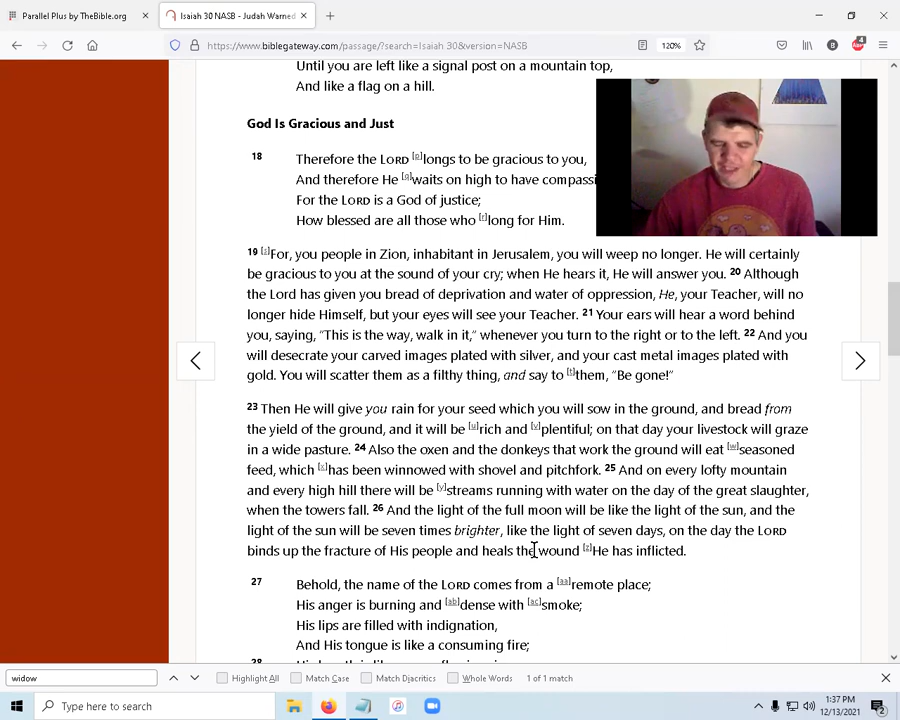 Parallel Plus by TheBible.org
Isaiah 30 NASB - Judah Warned
https://www.biblegateway.com/passage/?search=Isaiah 30&version=NASB
120%
B
4
Until you are left like a signal post on a mountain top,
And like a flag on a hill.
God Is Gracious and Just
18 Therefore the LORD [p]longs to be gracious to you,
And therefore He [q]waits on high to have compassi
For the LORD is a God of justice;
How blessed are all those who [r]long for Him.
19 [s]For, you people in Zion, inhabitant in Jerusalem, you will weep no longer. He will certainly
be gracious to you at the sound of your cry; when He hears it, He will answer you. 20 Although
the Lord has given you bread of deprivation and water of oppression, He, your Teacher, will no
longer hide Himself, but your eyes will see your Teacher. 21 Your ears will hear a word behind
you, saying, “This is the way, walk in it,” whenever you turn to the right or to the left. 22 And you
will desecrate your carved images plated with silver, and your cast metal images plated with
gold. You will scatter them as a filthy thing, and say to [t]them, “Be gone!”
23 Then He will give you rain for your seed which you will sow in the ground, and bread from
the yield of the ground, and it will be [u]rich and [v]plentiful; on that day your livestock will graze
in a wide pasture. 24 Also the oxen and the donkeys that work the ground will eat [w]seasoned
feed, which [x]has been winnowed with shovel and pitchfork. 25 And on every lofty mountain
and every high hill there will be [y]streams running with water on the day of the great slaughter,
when the towers fall. 26 And the light of the full moon will be like the light of the sun, and the
light of the sun will be seven times brighter, like the light of seven days, on the day the LORD
binds up the fracture of His people and heals the wound [z]He has inflicted.
27 Behold, the name of the LORD comes from a [aa]remote place;
His anger is burning and [ab]dense with [ac]smoke;
His lips are filled with indignation,
And His tongue is like a consuming fire;
28
widow
Highlight All
Match Case
Match Diacritics
Whole Words
1 of 1 match
Type here to search
1:37 PM
12/13/2021
2